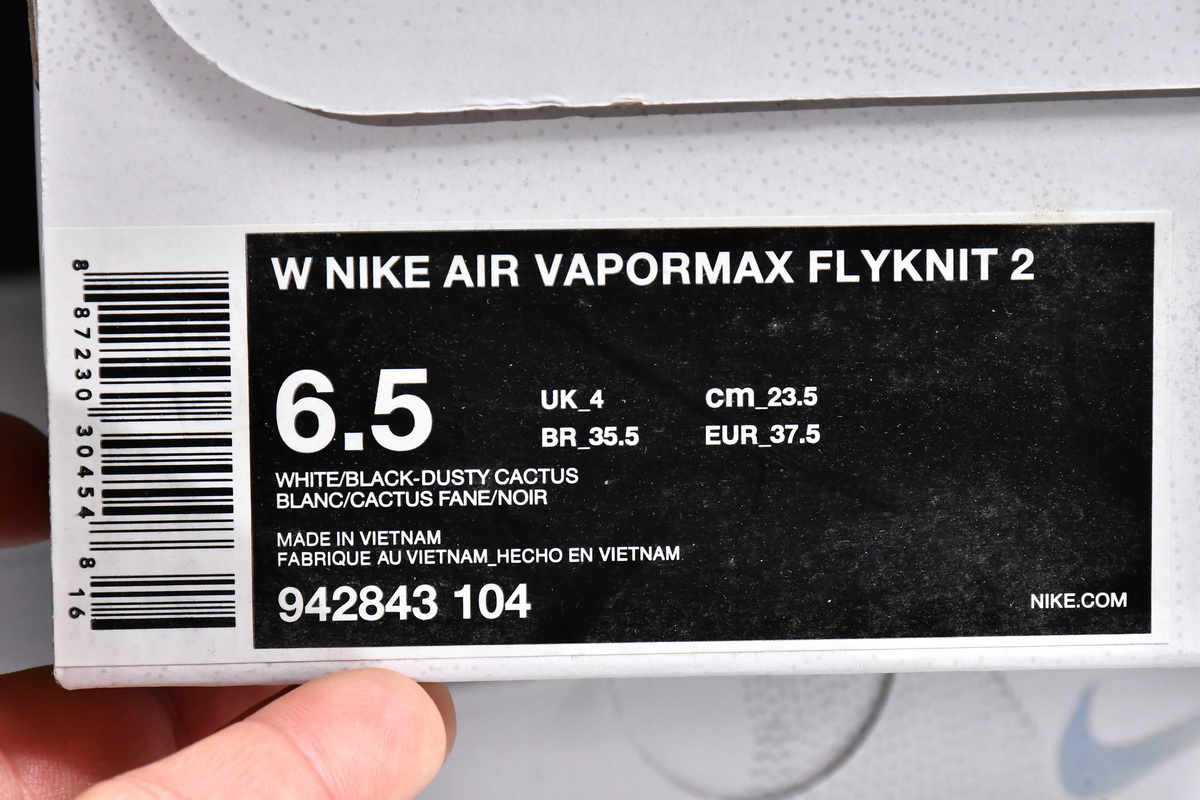 W NIKE AIR VAPORMAX FLYKNIT 2
6.5
UK_4 cm_23.5
BR_35.5 EUR_37.5
WHITE/BLACK-DUSTY CACTUS
BLANC/CACTUS FANE/NOIR
MADE IN VIETNAM
FABRIQUE AU VIETNAM_HECHO EN VIETNAM
942843 104
NIKE.COM
8 87230 30454 8 16